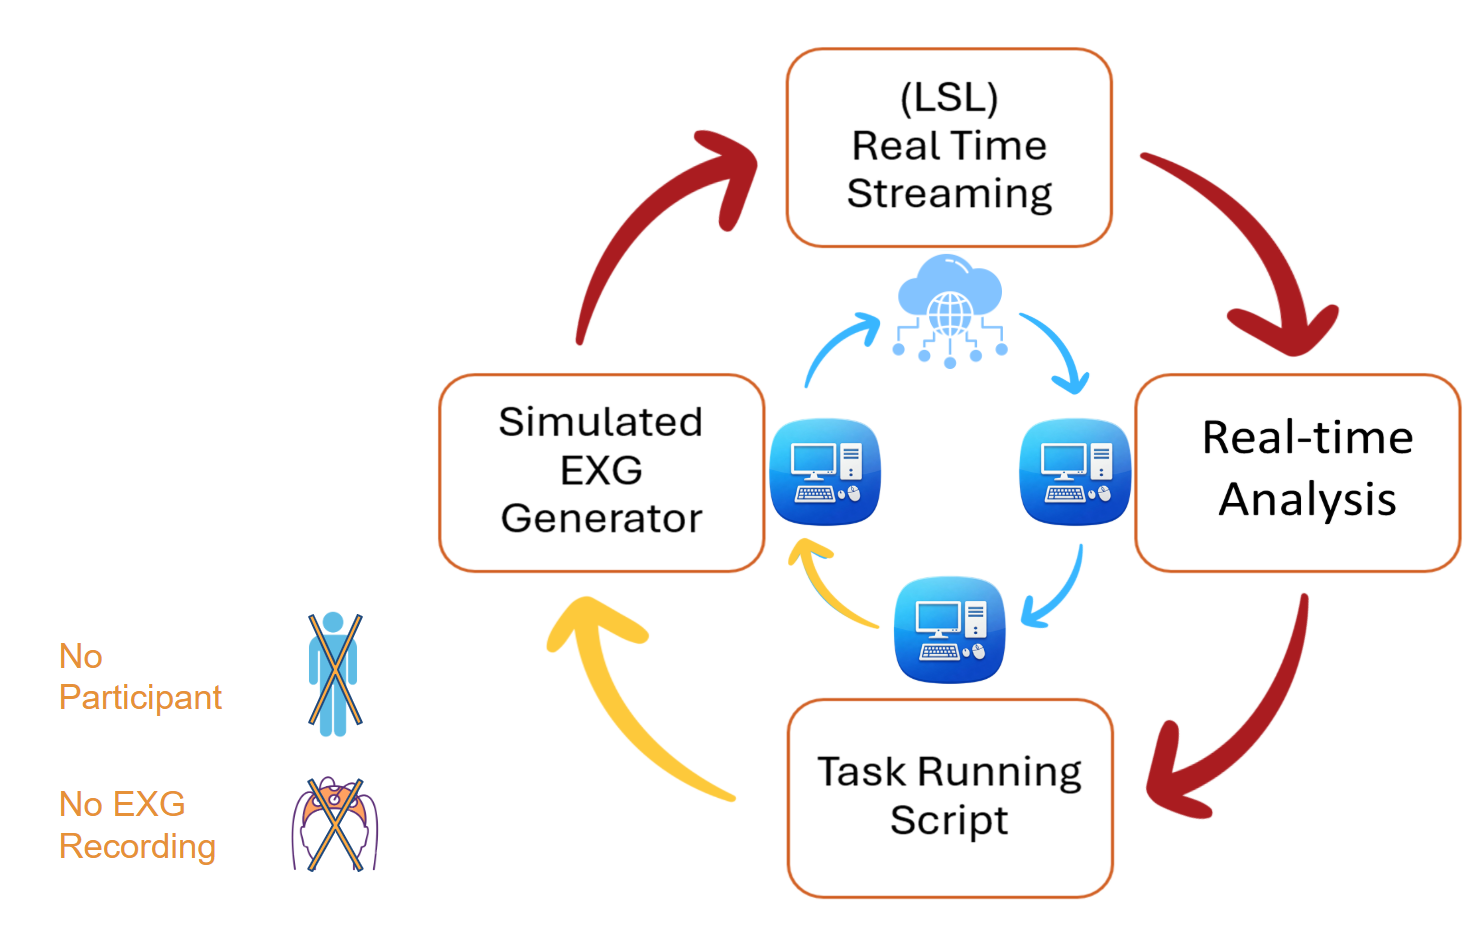 (LSL)
Real Time
Streaming
Simulated
EXG
Generator
Real-time
Analysis
Task Running
Script
No
Participant
No EXG
Recording